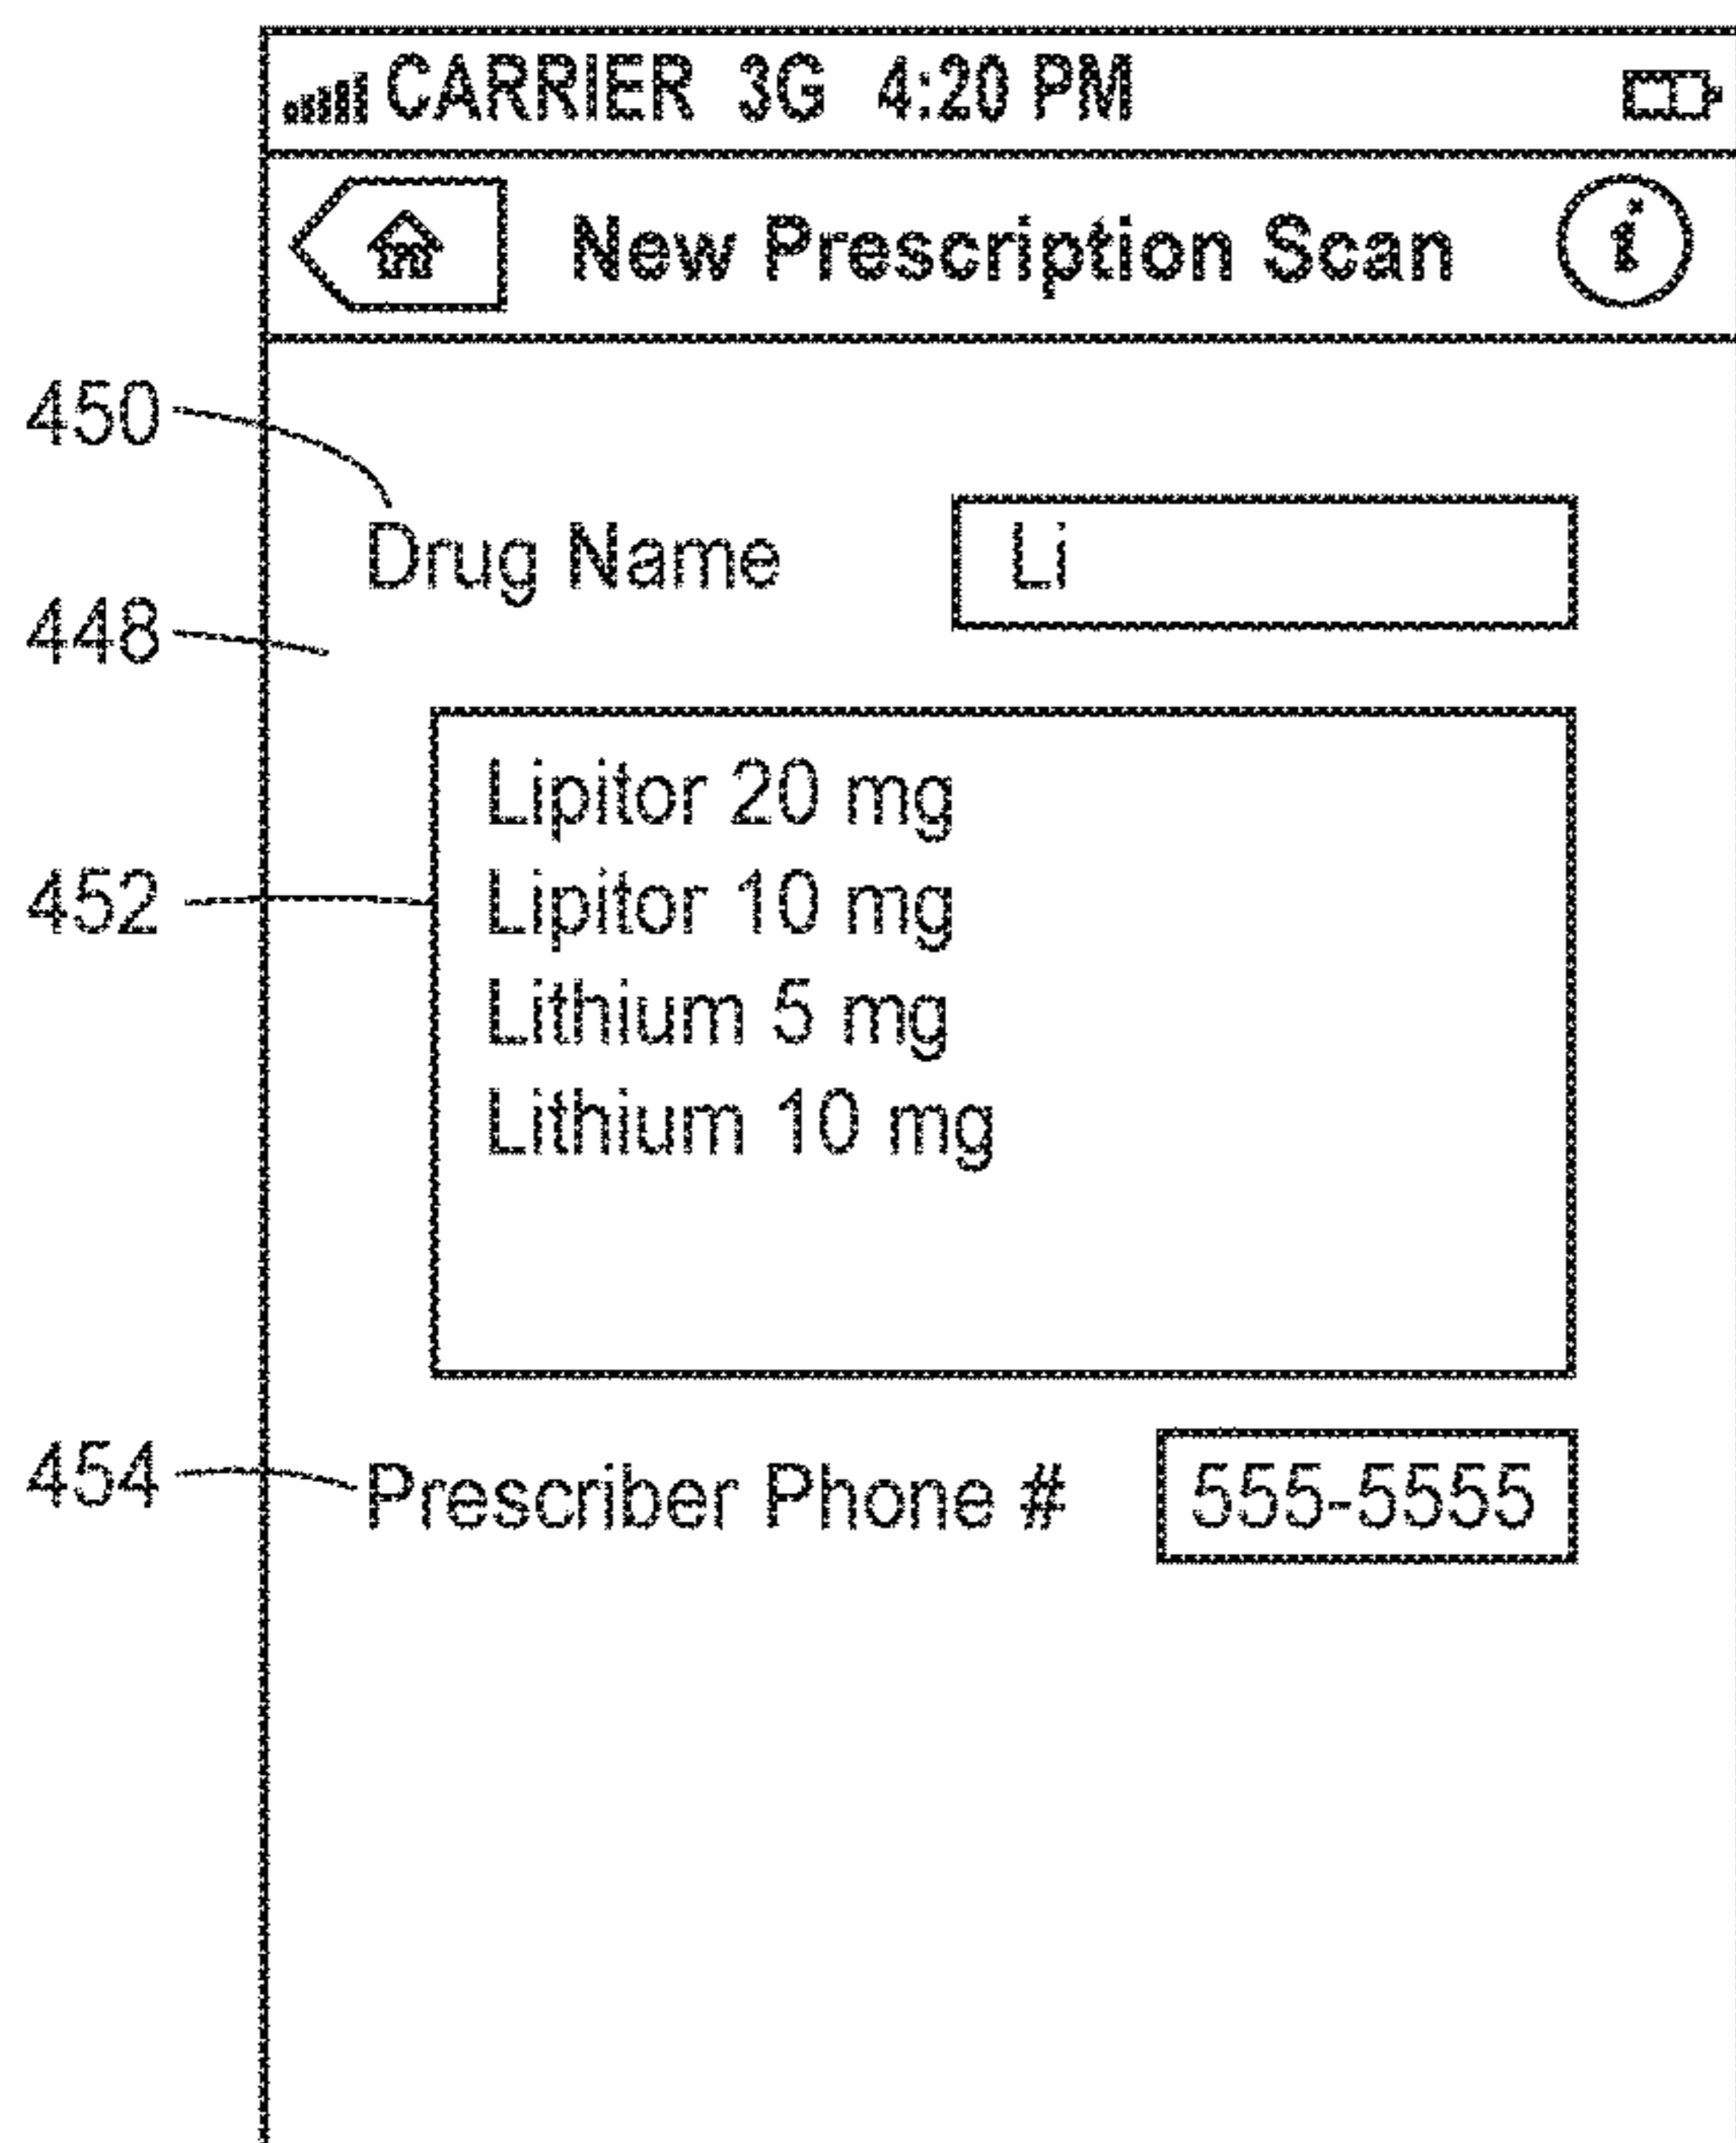 CARRIER 3G 4:20 PM
New Prescription Scan i
450
Drug Name Li
448
Lipitor 20 mg
452 Lipitor 10 mg
Lithium 5 mg
Lithium 10 mg
454 Prescriber Phone # 555-5555